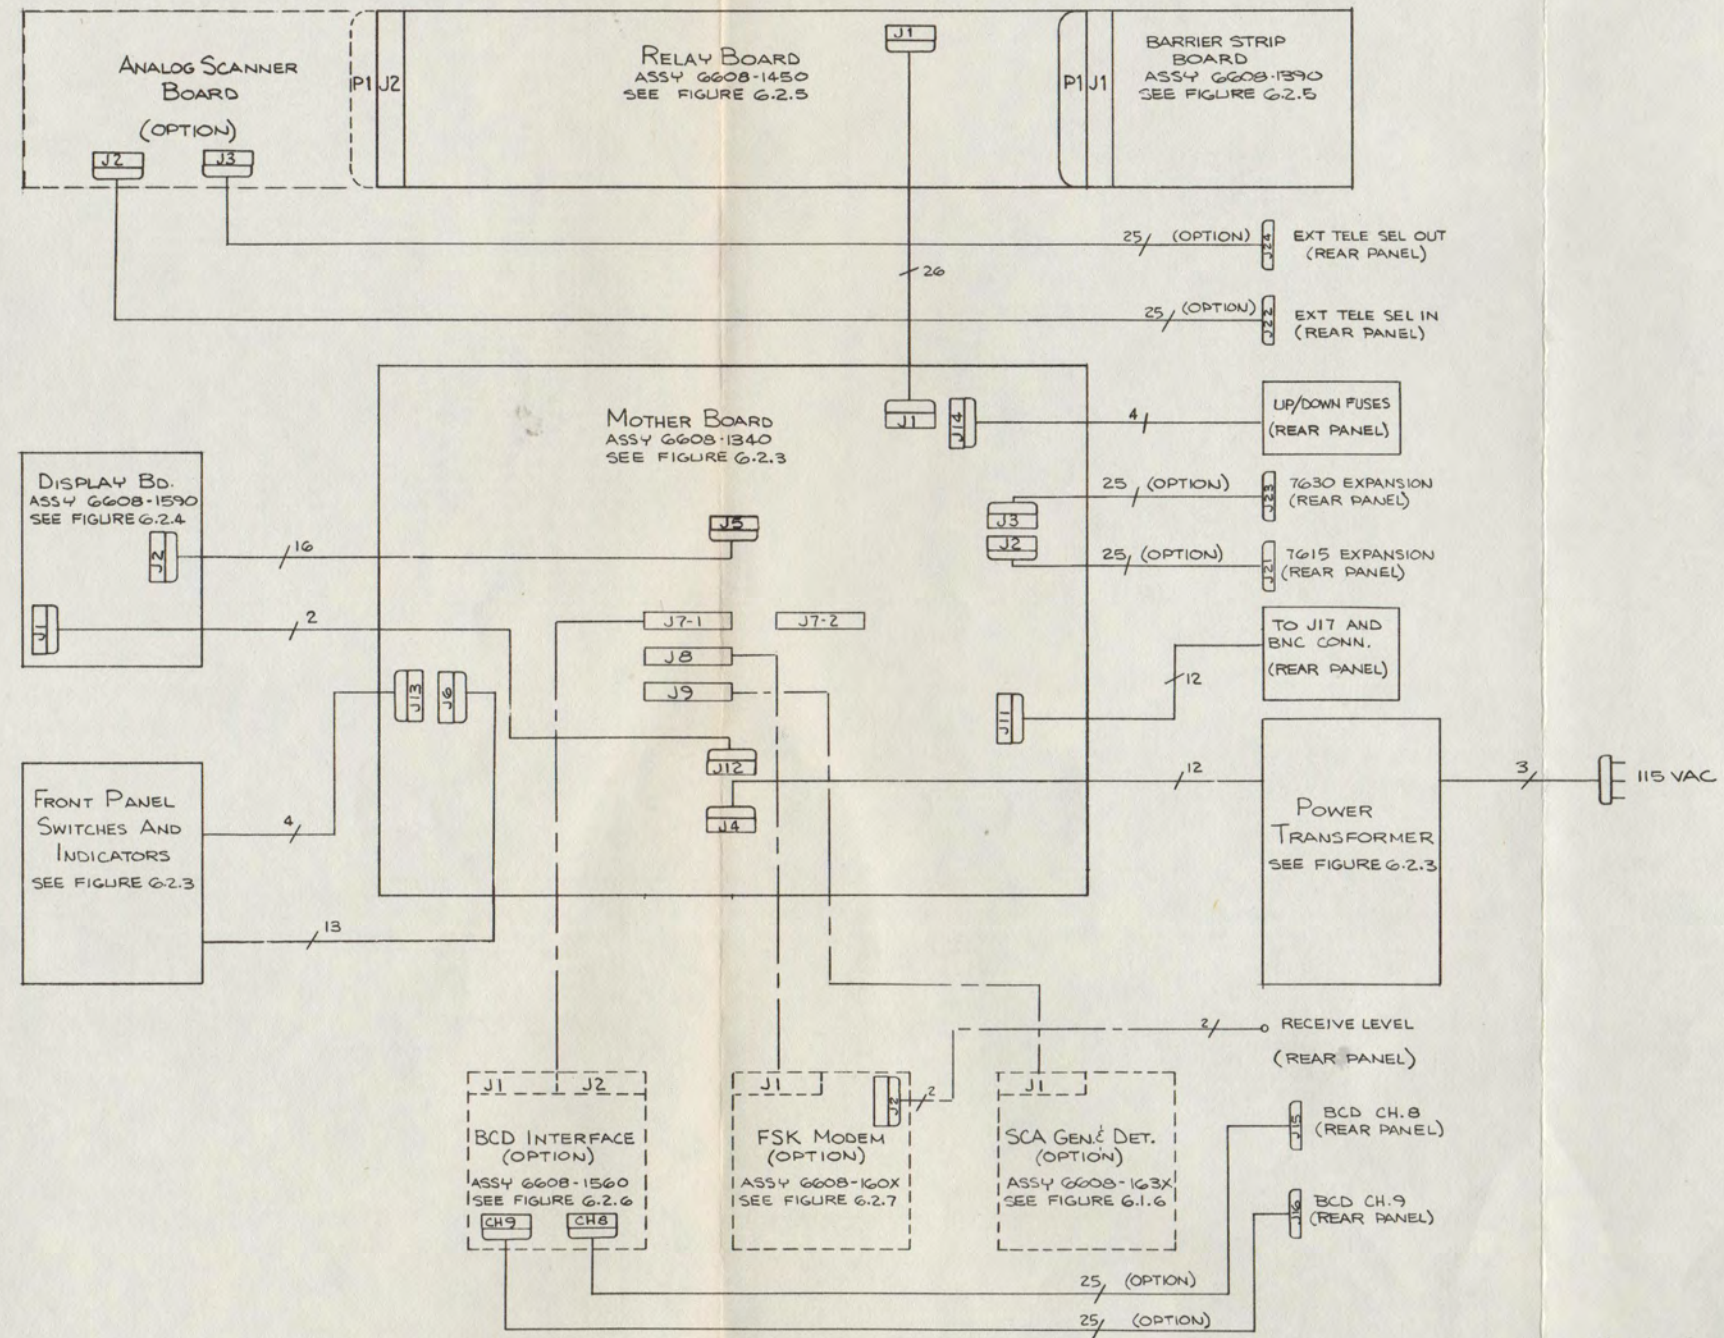 ANALOG SCANNER
BOARD
(OPTION)
J2
J3
P1
J2
RELAY BOARD
ASSY 6608-1450
SEE FIGURE 6.2.5
J1
P1
J1
BARRIER STRIP
BOARD
ASSY 6608-1390
SEE FIGURE 6.2.5
25 (OPTION)
J24
EXT TELE SEL OUT
(REAR PANEL)
26
25 (OPTION)
J22
EXT TELE SEL IN
(REAR PANEL)
MOTHER BOARD
ASSY 6608-1340
SEE FIGURE 6.2.3
J1
J14
4
UP/DOWN FUSES
(REAR PANEL)
DISPLAY BD.
ASSY 6608-1590
SEE FIGURE 6.2.4
J2
16
J5
J3
25 (OPTION)
J23
7630 EXPANSION
(REAR PANEL)
J2
25 (OPTION)
J21
7615 EXPANSION
(REAR PANEL)
J1
2
J7-1
J7-2
J8
J9
TO J17 AND
BNC CONN.
(REAR PANEL)
12
J13
J6
J11
J12
J4
12
FRONT PANEL
SWITCHES AND
INDICATORS
SEE FIGURE 6.2.3
4
13
POWER
TRANSFORMER
SEE FIGURE 6.2.3
3
115 VAC
2
RECEIVE LEVEL
(REAR PANEL)
J1
J2
BCD INTERFACE
(OPTION)
ASSY 6608-1560
SEE FIGURE 6.2.6
CH9
CH8
J1
J2
2
FSK MODEM
(OPTION)
ASSY 6608-160X
SEE FIGURE 6.2.7
J1
SCA GEN. & DET.
(OPTION)
ASSY 6608-163X
SEE FIGURE 6.1.6
J15
BCD CH.8
(REAR PANEL)
J16
BCD CH.9
(REAR PANEL)
25 (OPTION)
25 (OPTION)